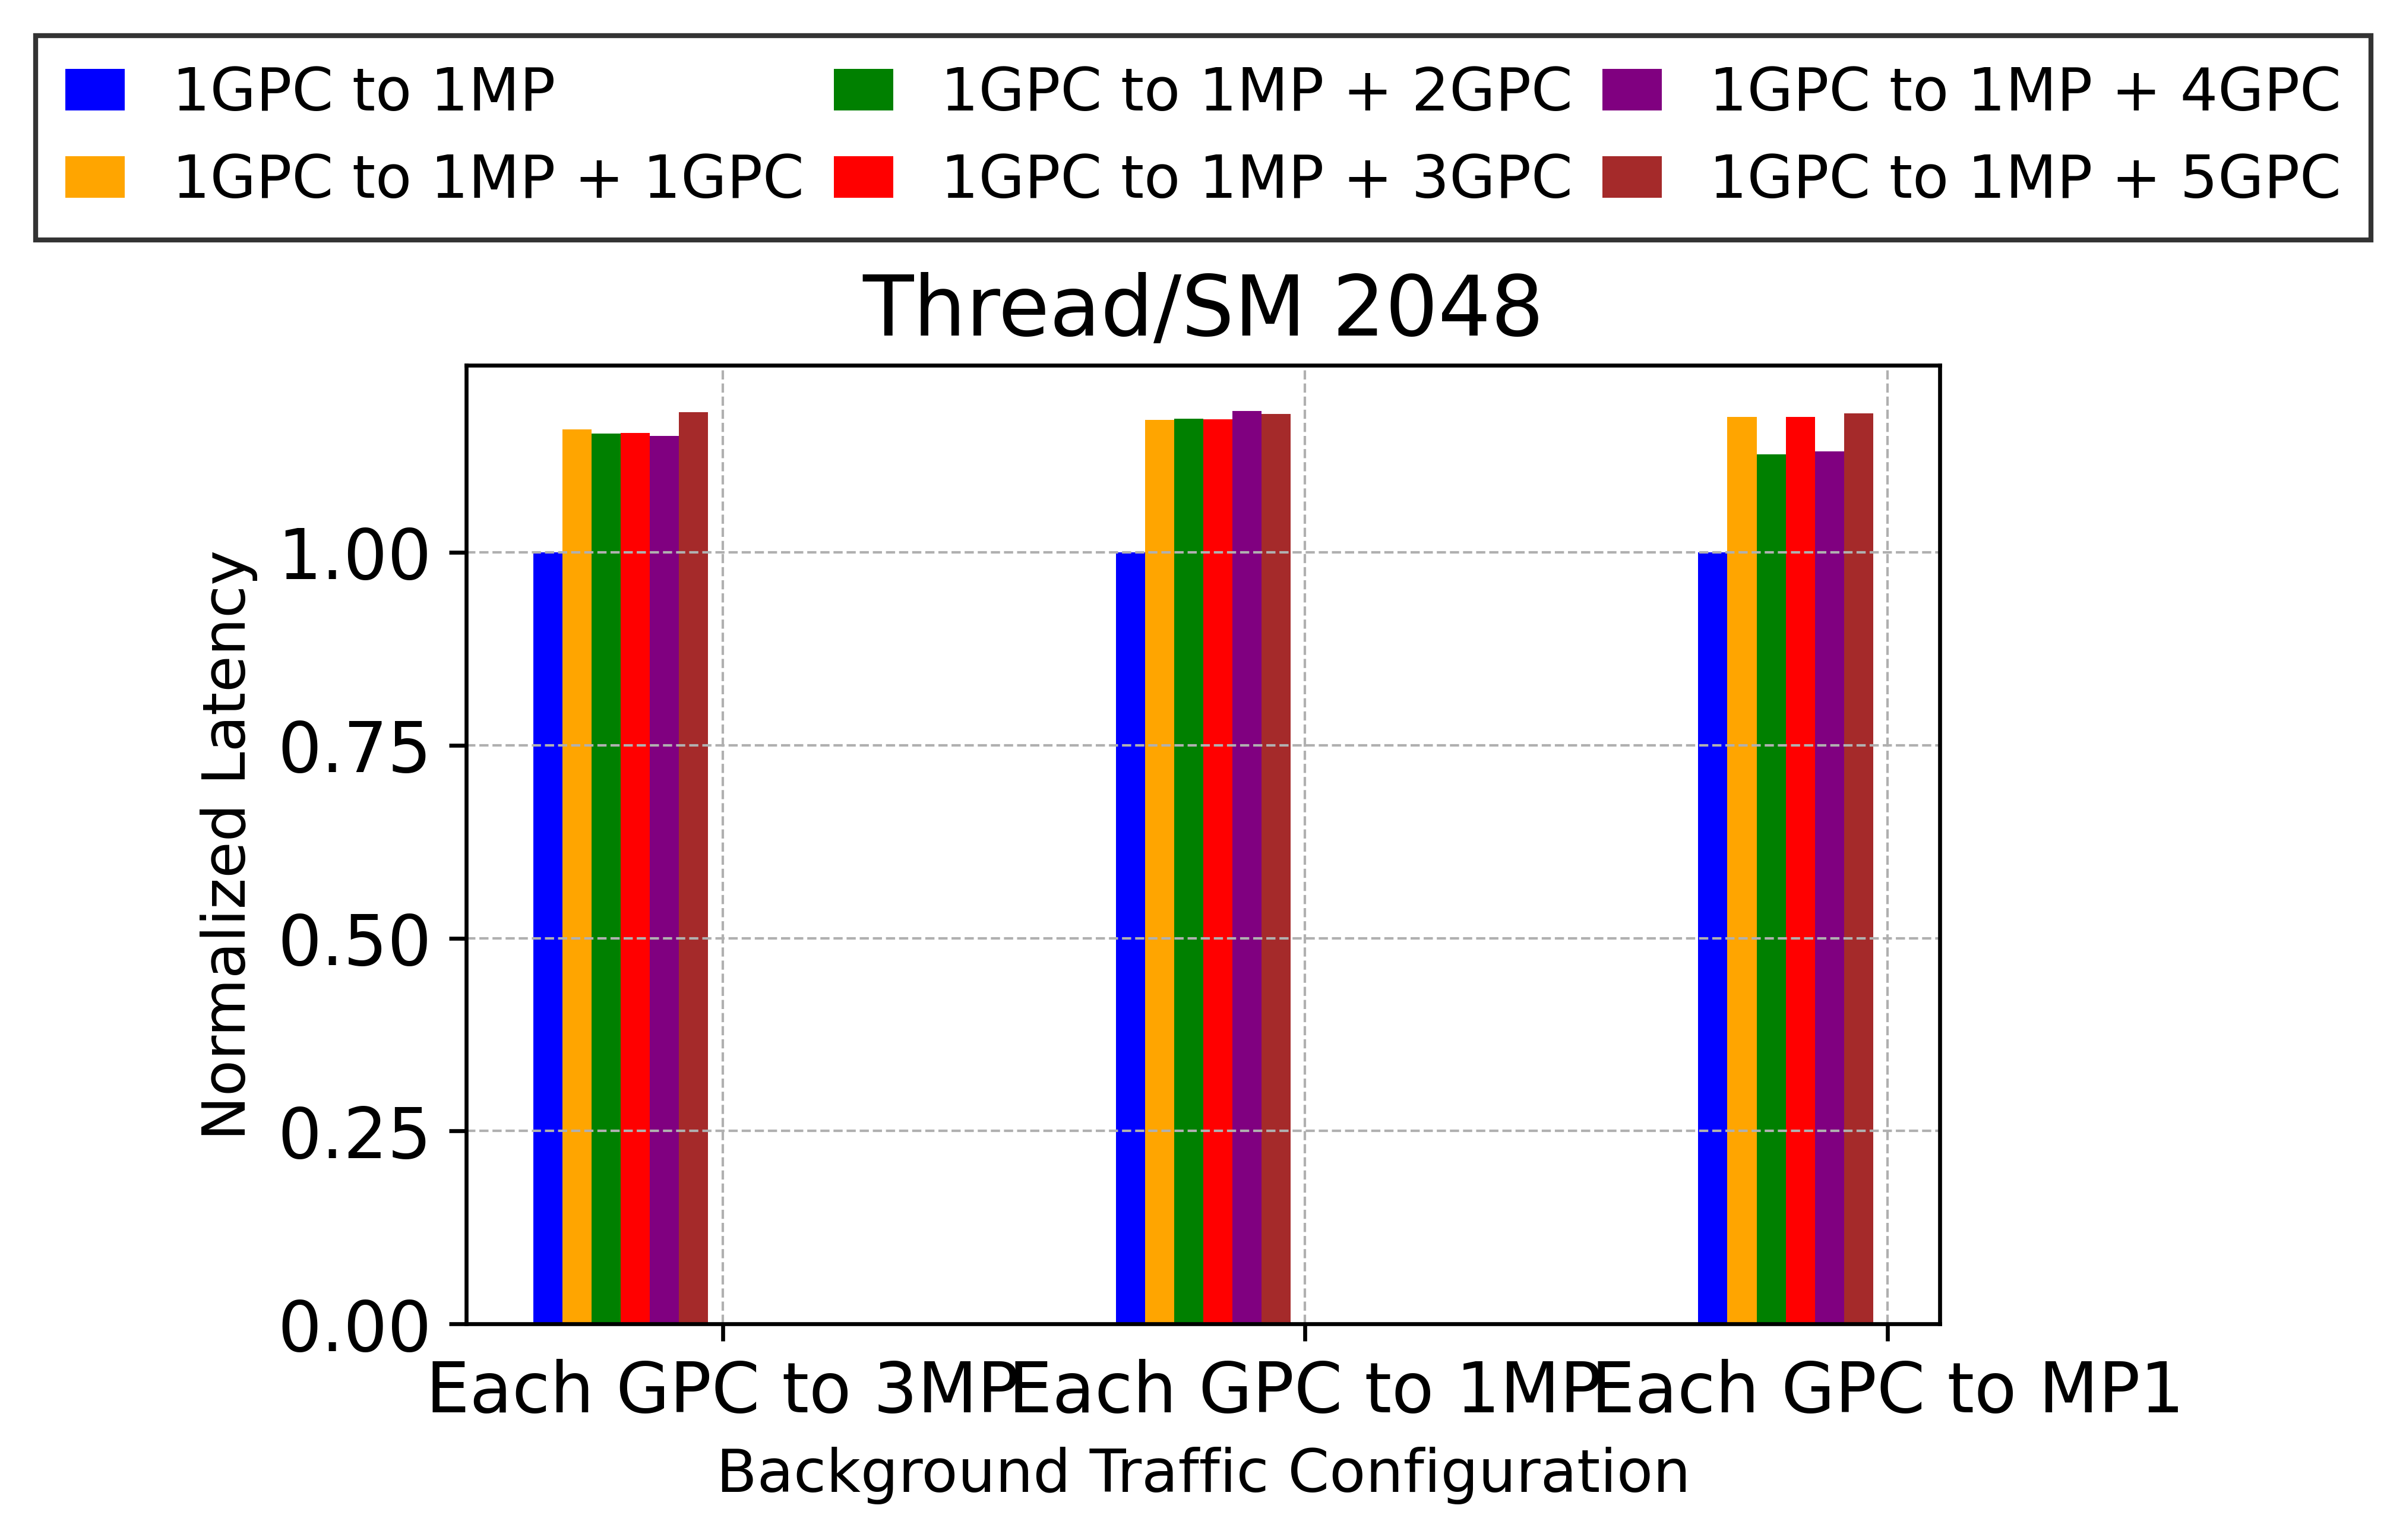 1GPC to 1MP
1GPC to 1MP + 1GPC
1GPC to 1MP + 2GPC
1GPC to 1MP + 3GPC
1GPC to 1MP + 4GPC
1GPC to 1MP + 5GPC
Thread/SM 2048
Normalized Latency
1.00
0.75
0.50
0.25
0.00
Each GPC to 3MP
Each GPC to 1MP
Each GPC to MP1
Background Traffic Configuration